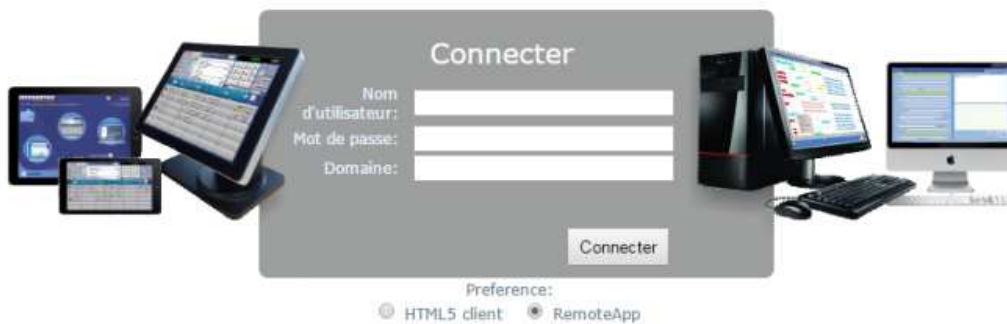 Connecter
Nom
d'utilisateur:
Mot de passe:
Domaine:
Connecter
Preference:
HTML5 client
RemoteApp